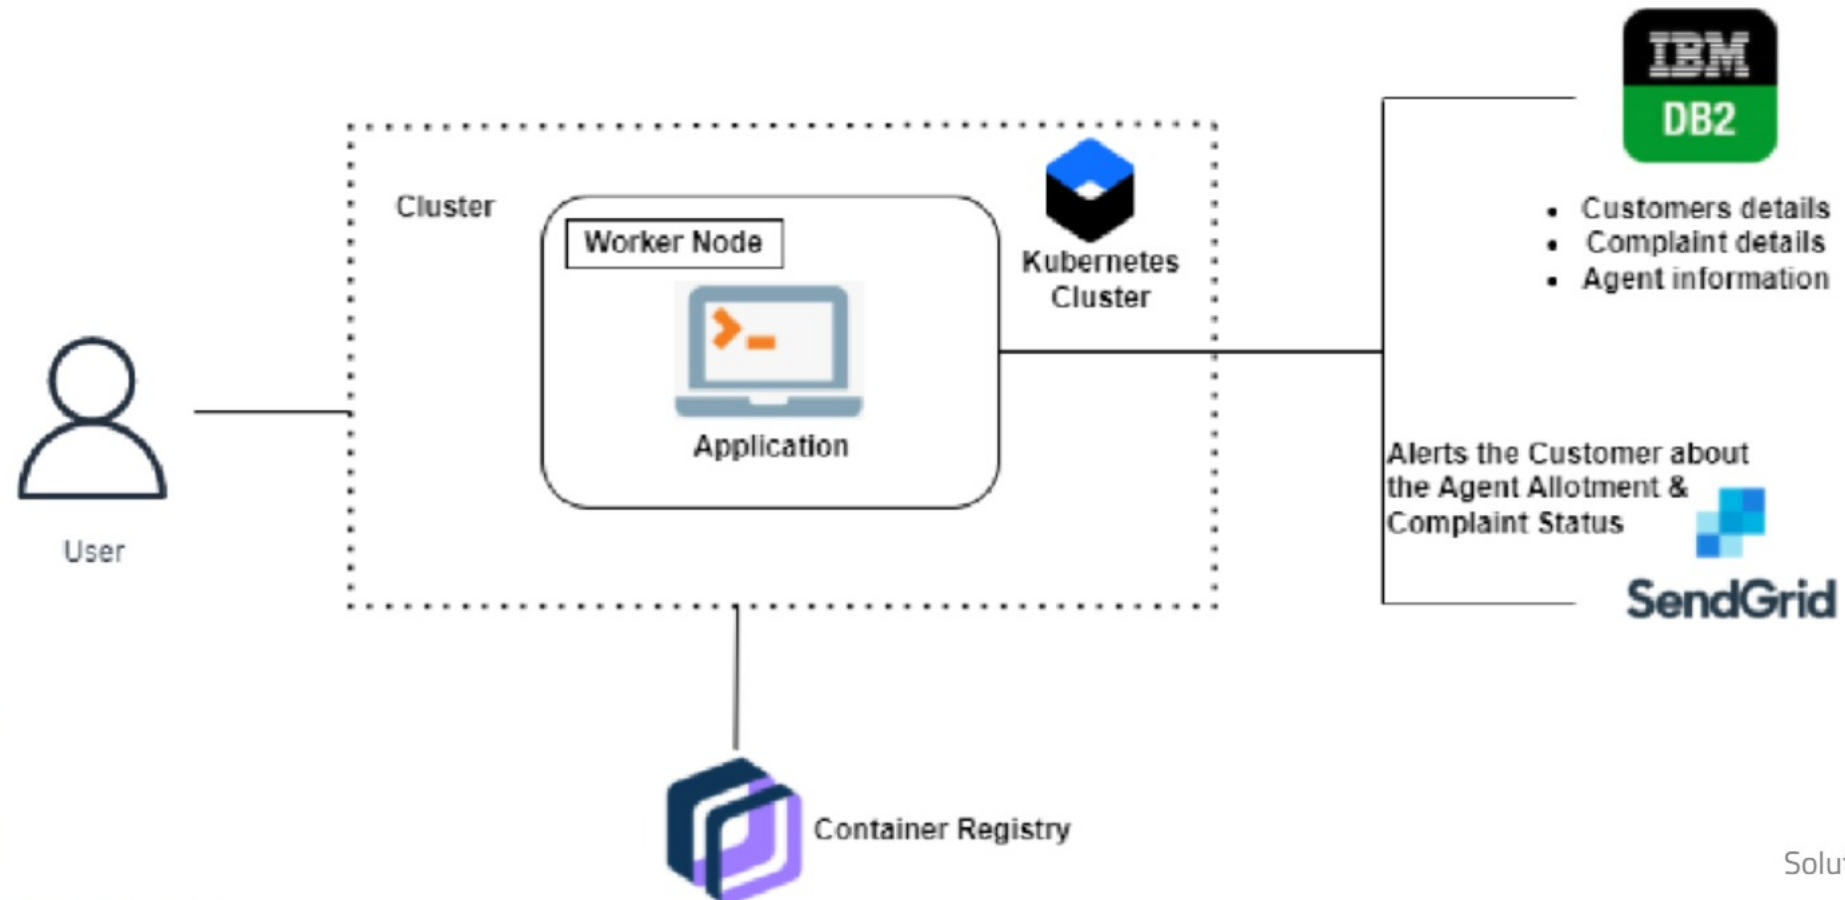 IBM
DB2
• Customers details
• Complaint details
• Agent information
Cluster
Worker Node
Kubernetes
Cluster
Application
User
Alerts the Customer about
the Agent Allotment &
Complaint Status
SendGrid
Container Registry